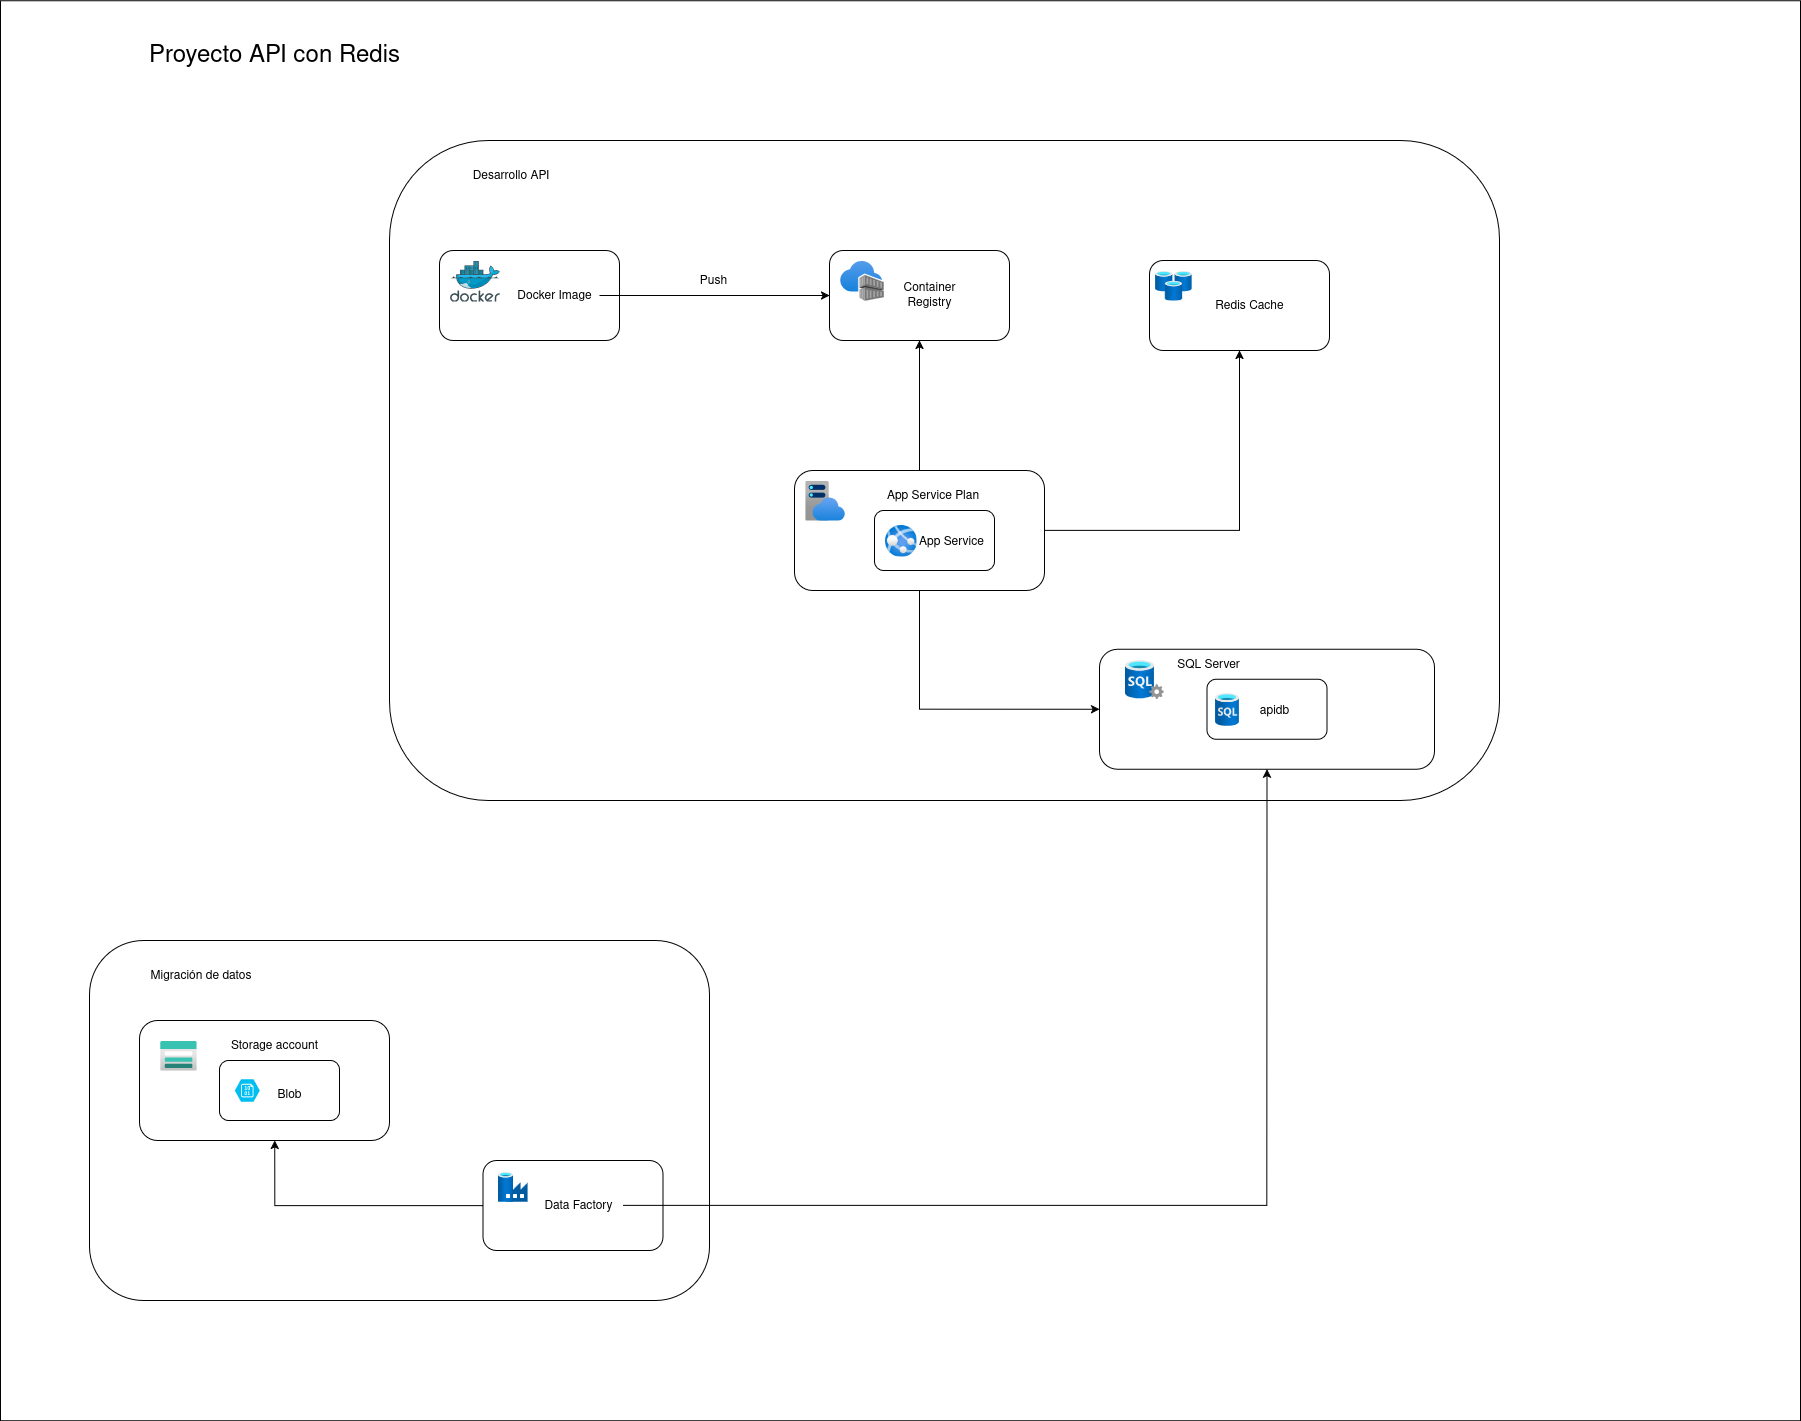 Proyecto API con Redis
Desarrollo API
docker
Docker Image
Push
Container
Registry
Redis Cache
App Service Plan
App Service
SQL Server
SQL
SQL
apidb
Migración de datos
Storage account
Blob
Data Factory